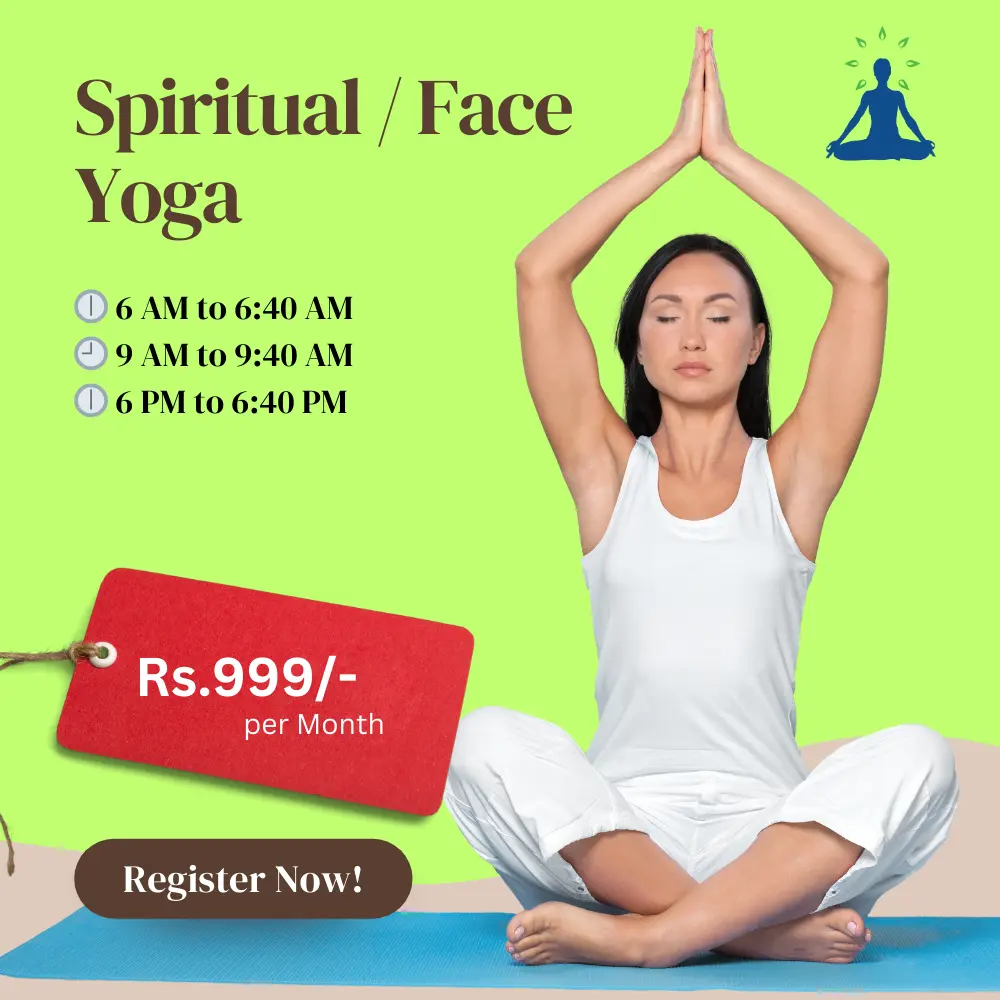 Spiritual / Face
Yoga
🕕 6 AM to 6:40 AM
🕘 9 AM to 9:40 AM
🕕 6 PM to 6:40 PM
Rs.999/-
per Month
Register Now!